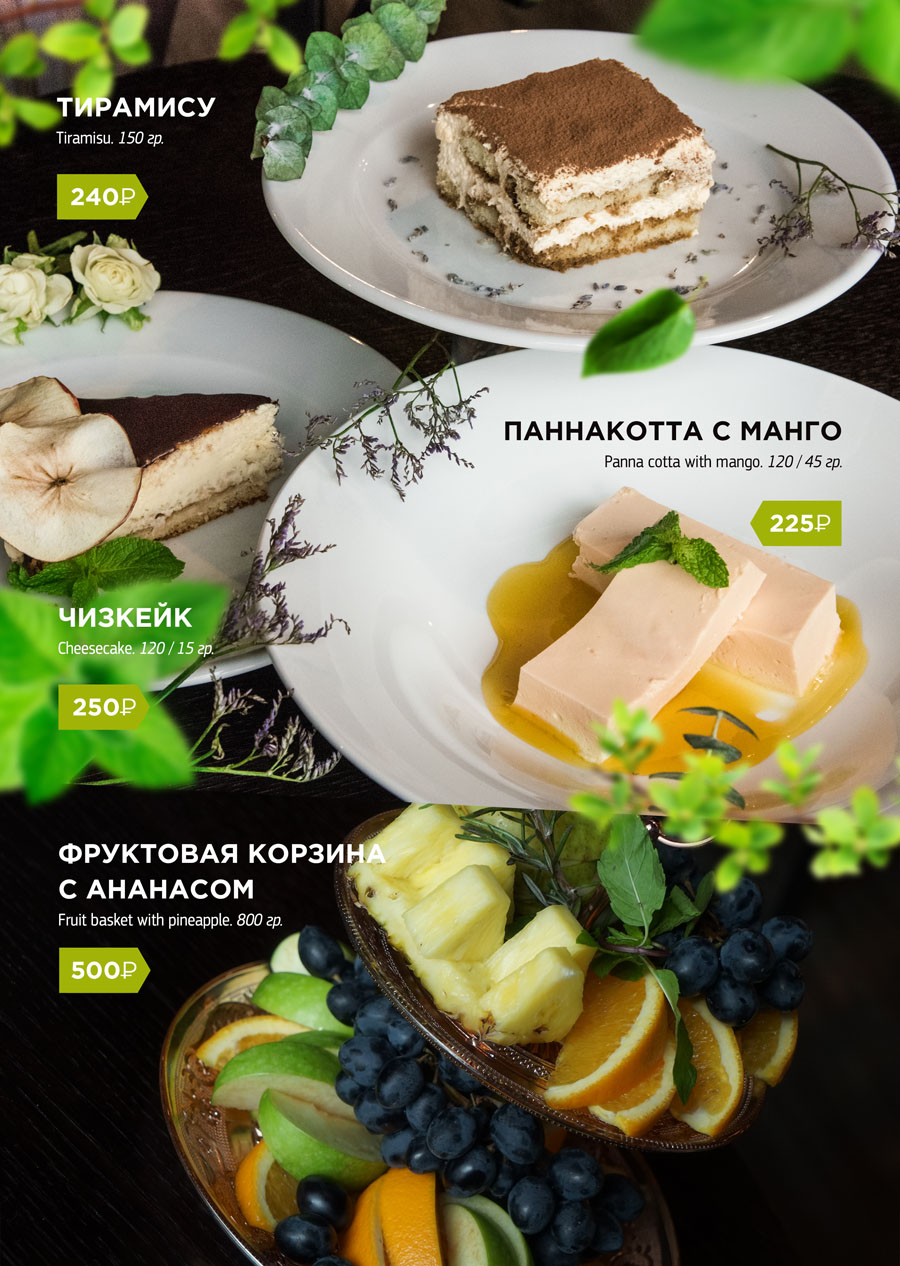 ТИРАМИСУ
Tiramisu. 150 гр.
240₽
ПАННАКОТТА С МАНГО
Panna cotta with mango. 120 / 45 гр.
225₽
ЧИЗКЕЙК
Cheesecake. 120 / 15 гр.
250₽
ФРУКТОВАЯ КОРЗИНА
С АНАНАСОМ
Fruit basket with pineapple. 800 гр.
500₽